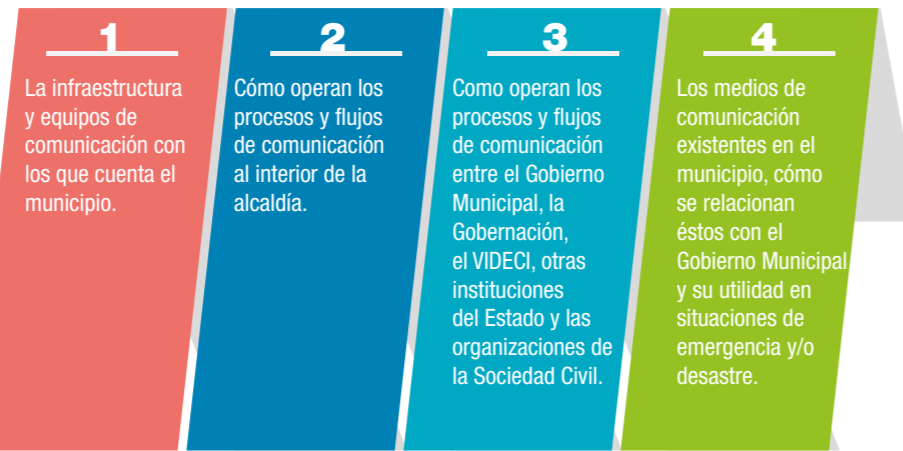 1
La infraestructura
y equipos de
comunicación con
los que cuenta el
municipio.
2
Cómo operan los
procesos y flujos
de comunicación
al interior de la
alcaldía.
3
Como operan los
procesos y flujos
de comunicación
entre el Gobierno
Municipal, la
Gobernación,
el VIDECI, otras
instituciones
del Estado y las
organizaciones de
la Sociedad Civil.
4
Los medios de
comunicación
existentes en el
municipio, cómo
se relacionan
éstos con el
Gobierno Municipal
y su utilidad en
situaciones de
emergencia y/o
desastre.